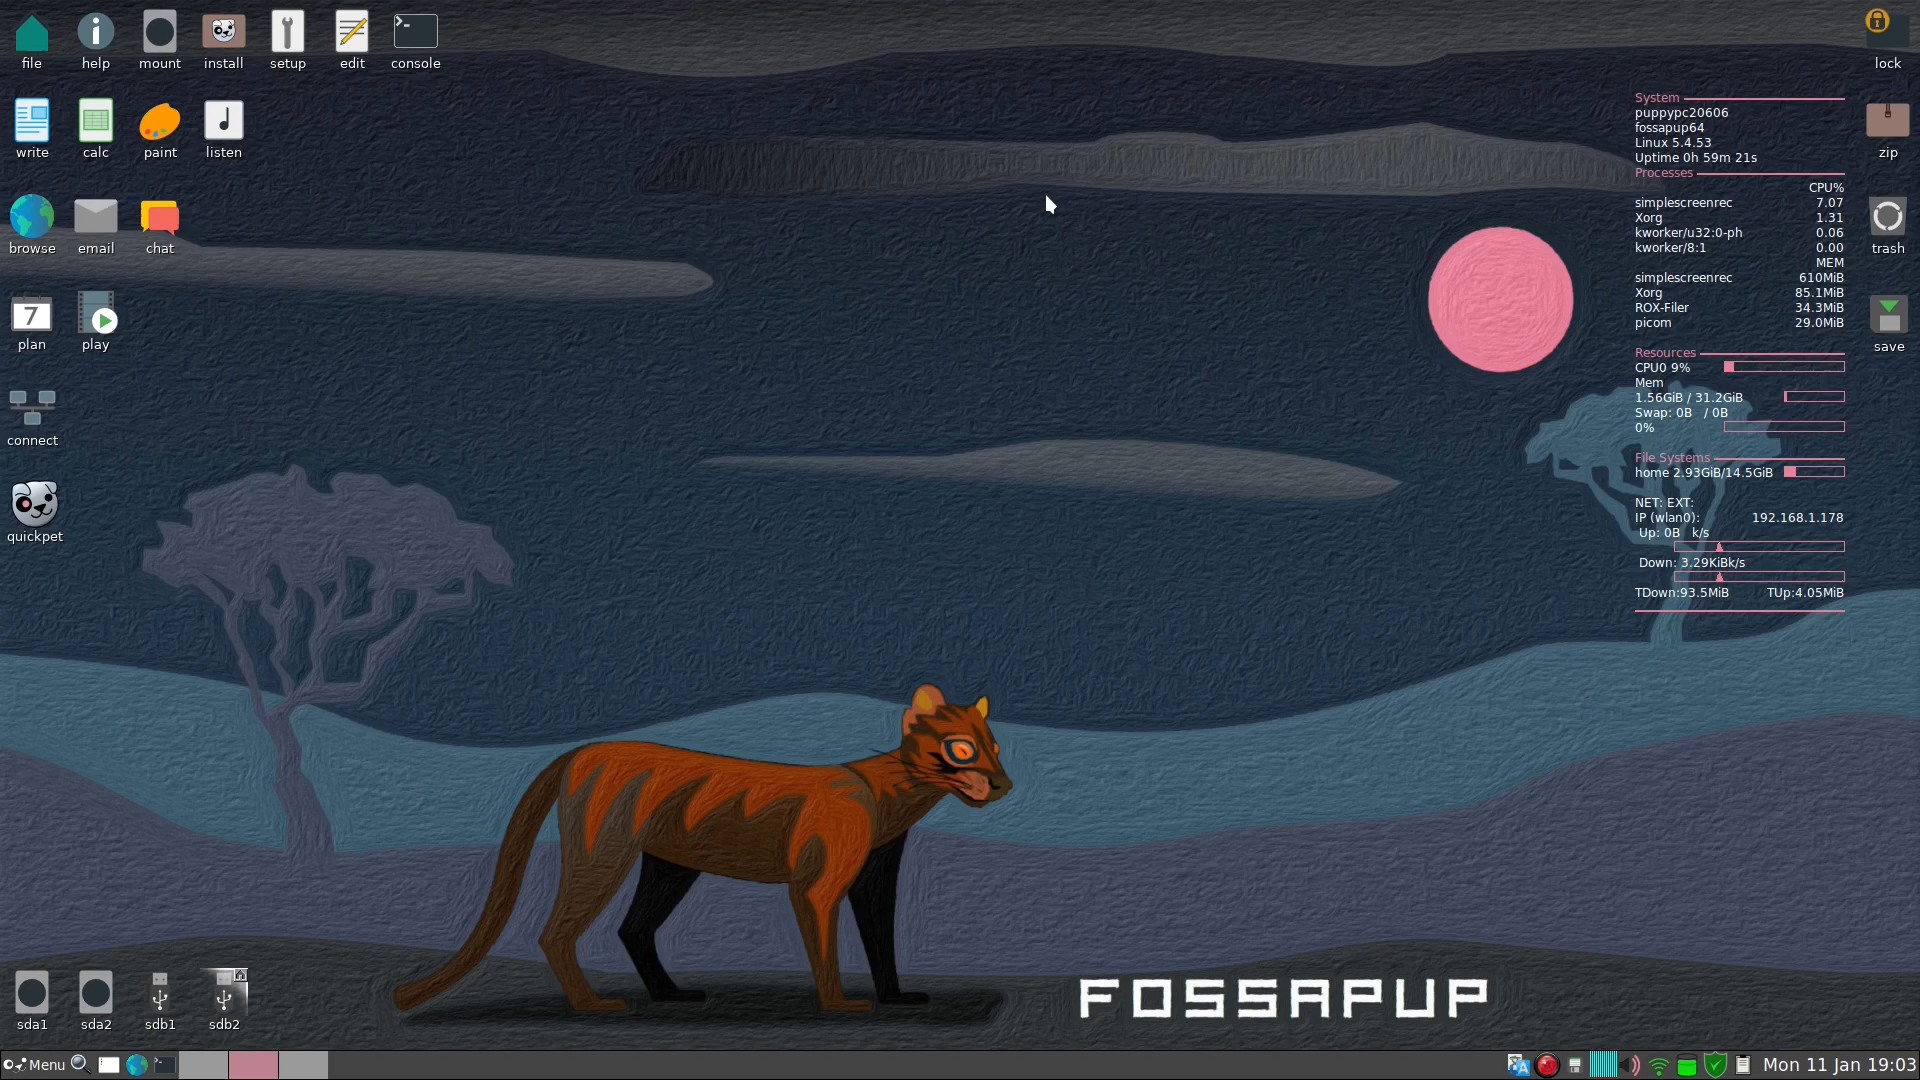 file help mount install setup edit console lock
write calc paint listen zip
browse email chat trash
plan play save
7
connect
quickpet
System
puppypc20606
fossapup64
Linux 5.4.53
Uptime 0h 59m 21s
Processes
CPU%
simplescreenrec 7.07
Xorg 1.31
kworker/u32:0-ph 0.06
kworker/8:1 0.00
MEM
simplescreenrec 610MiB
Xorg 85.1MiB
ROX-Filer 34.3MiB
picom 29.0MiB
Resources
CPU0 9%
Mem
1.56GiB / 31.2GiB
Swap: 0B / 0B
0%
File Systems
home 2.93GiB/14.5GiB
NET: EXT:
IP (wlan0): 192.168.1.178
Up: 0B k/s
Down: 3.29KiBk/s
TDown:93.5MiB TUp:4.05MiB
FOSSAPUP
sda1 sda2 sdb1 sdb2
Menu Mon 11 Jan 19:03